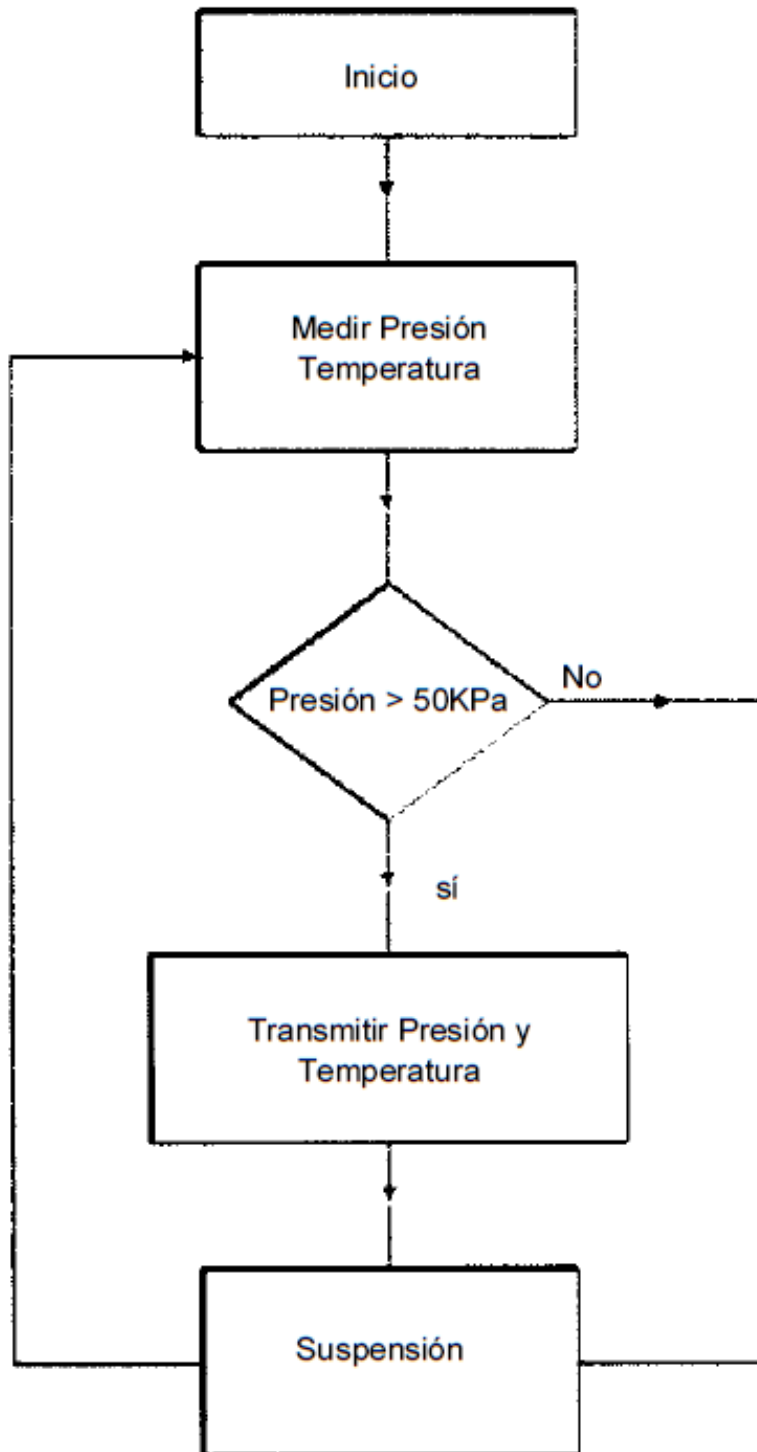 Inicio
Medir Presión
Temperatura
Presión > 50KPa
No
sí
Transmitir Presión y
Temperatura
Suspensión